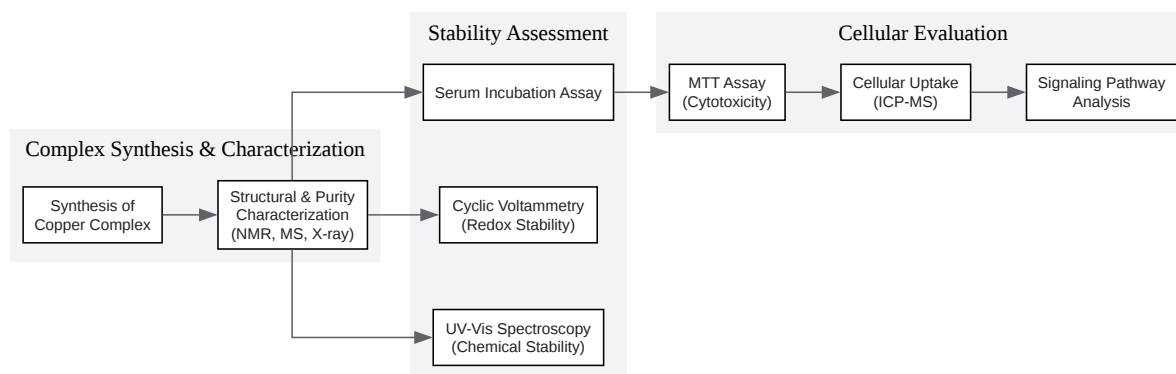 Complex Synthesis & Characterization
Synthesis of
Copper Complex
Structural & Purity
Characterization
(NMR, MS, X-ray)
Stability Assessment
Serum Incubation Assay
Cyclic Voltammetry
(Redox Stability)
UV-Vis Spectroscopy
(Chemical Stability)
Cellular Evaluation
MTT Assay
(Cytotoxicity)
Cellular Uptake
(ICP-MS)
Signaling Pathway
Analysis